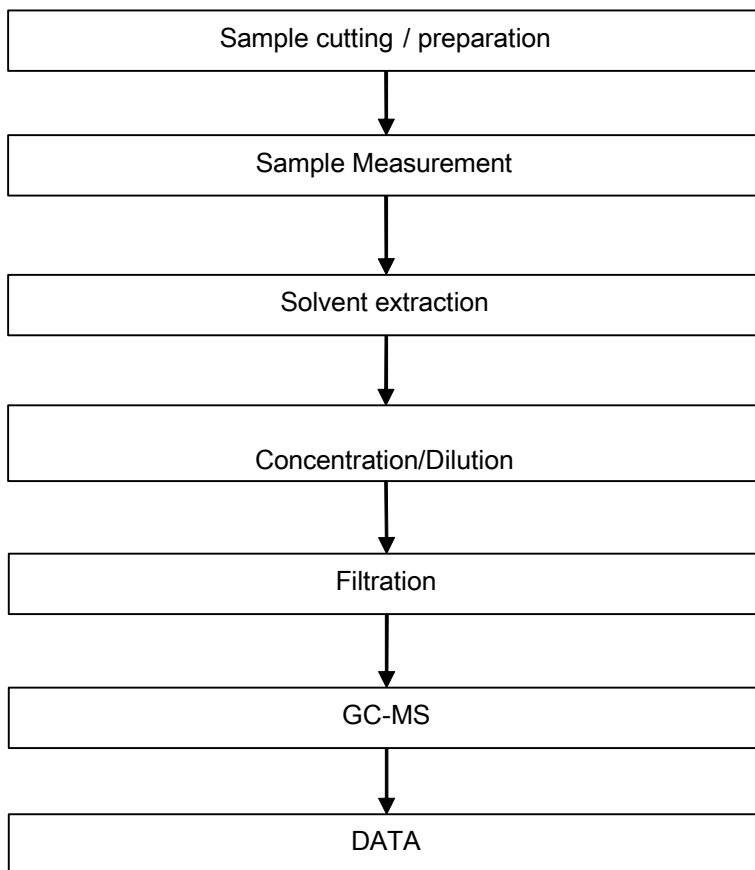 Sample cutting / preparation
Sample Measurement
Solvent extraction
Concentration/Dilution
Filtration
GC-MS
DATA